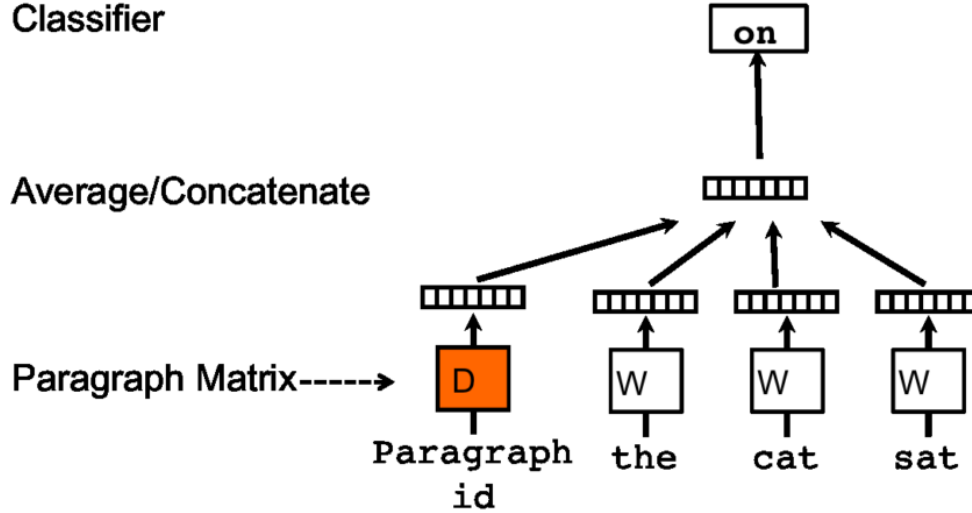 Classifier
on
Average/Concatenate
Paragraph Matrix
D
W
W
W
Paragraph
id
the
cat
sat